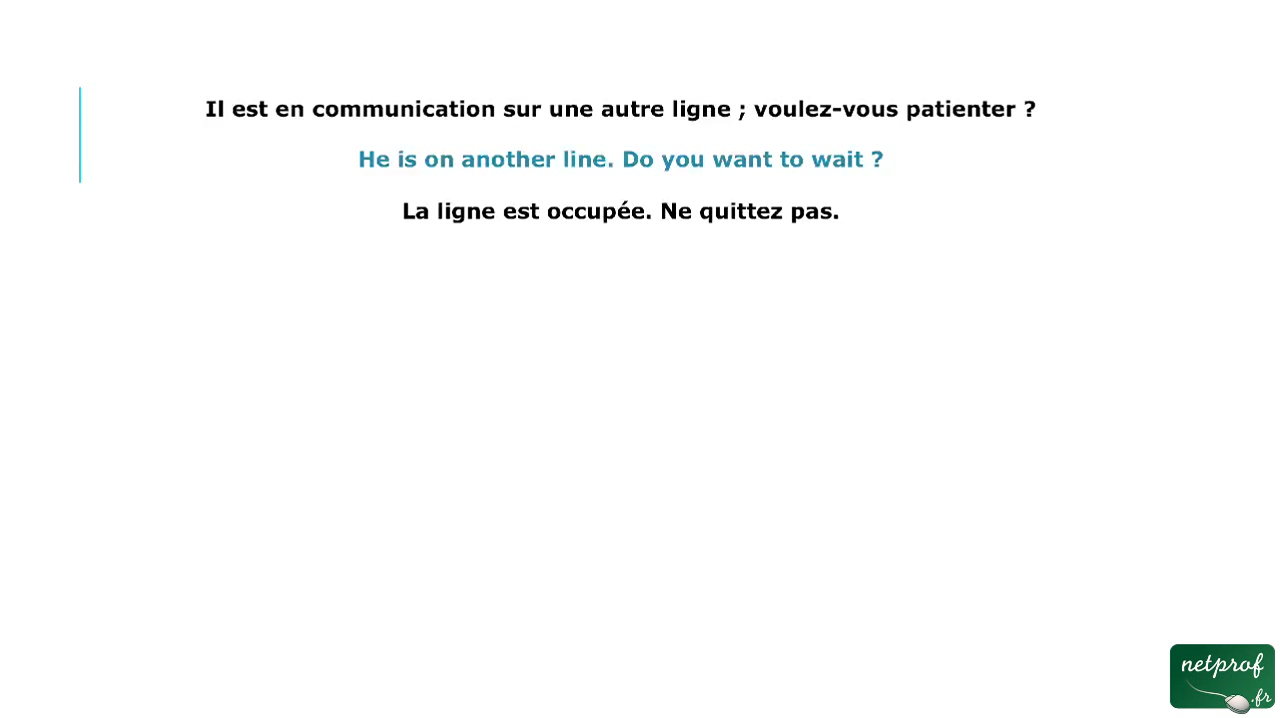 Il est en communication sur une autre ligne ; voulez-vous patienter ?
He is on another line. Do you want to wait ?
La ligne est occupée. Ne quittez pas.
netprof
.fr